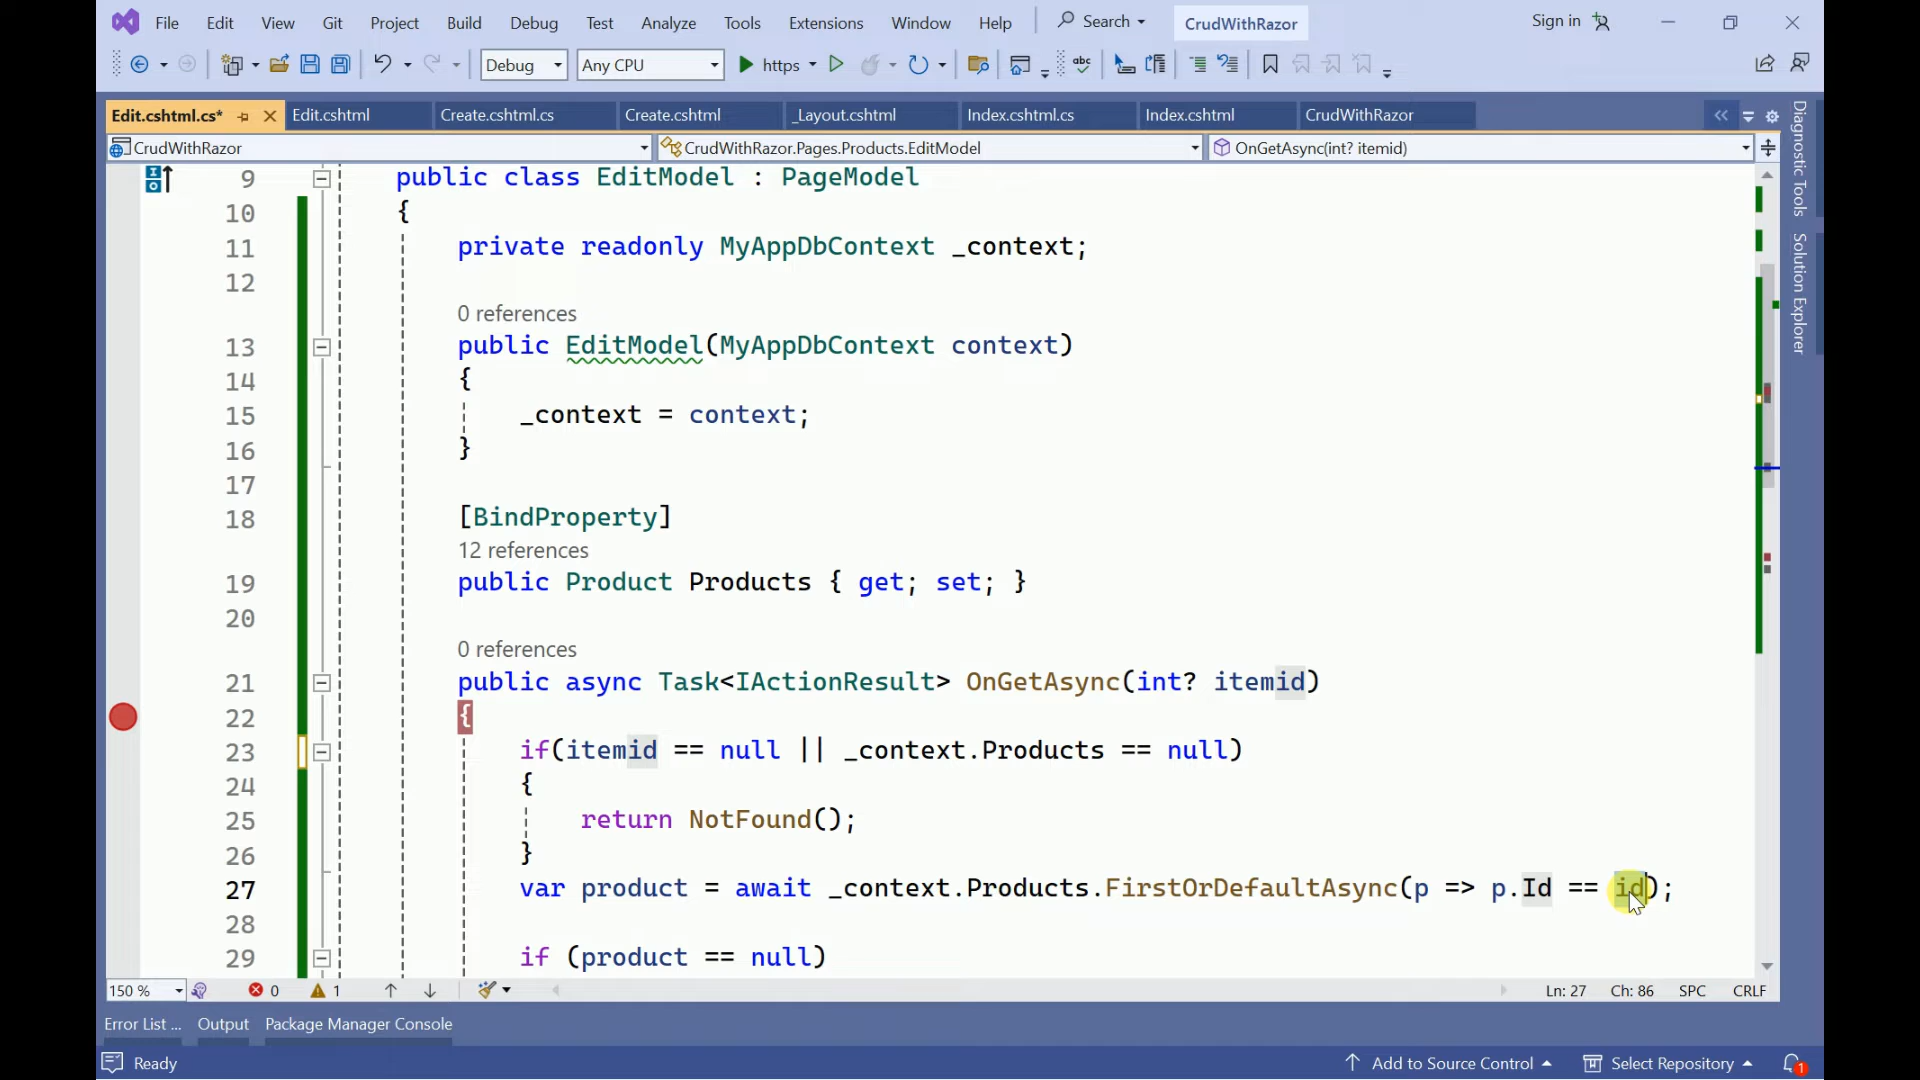 File Edit View Git Project Build Debug Test Analyze Tools Extensions Window Help Search CrudWithRazor Sign in
Debug Any CPU https abc
Edit.cshtml.cs* Edit.cshtml Create.cshtml.cs Create.cshtml _Layout.cshtml Index.cshtml.cs Index.cshtml CrudWithRazor
CrudWithRazor CrudWithRazor.Pages.Products.EditModel OnGetAsync(int? itemid)
Diagnostic Tools
Solution Explorer
9 public class EditModel : PageModel
10 {
11 private readonly MyAppDbContext _context;
12
0 references
13 public EditModel(MyAppDbContext context)
14 {
15 _context = context;
16 }
17
18 [BindProperty]
12 references
19 public Product Products { get; set; }
20
0 references
21 public async Task<IActionResult> OnGetAsync(int? itemid)
22 {
23 if(itemid == null || _context.Products == null)
24 {
25 return NotFound();
26 }
27 var product = await _context.Products.FirstOrDefaultAsync(p => p.Id == id);
28
29 if (product == null)
150 % 0 1 Ln: 27 Ch: 86 SPC CRLF
Error List ... Output Package Manager Console
Ready Add to Source Control Select Repository 1